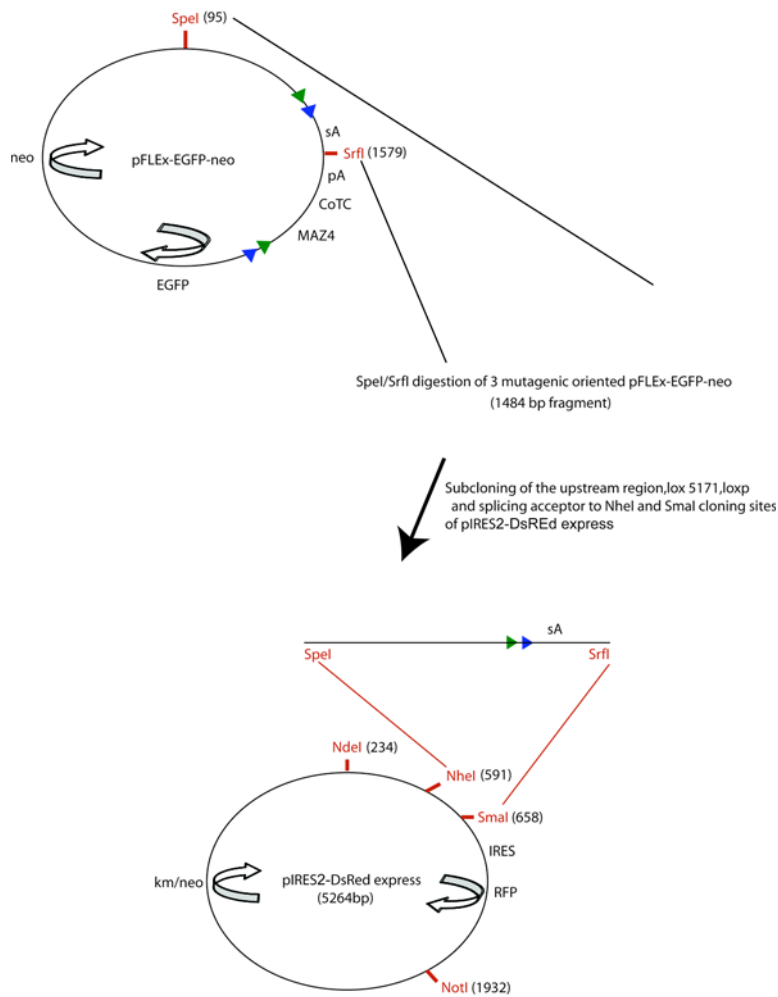 SpeI (95)
sA
SrfI (1579)
neo
pFLEx-EGFP-neo
pA
CoTC
MAZ4
EGFP
SpeI/SrfI digestion of 3 mutagenic oriented pFLEx-EGFP-neo
(1484 bp fragment)
Subcloning of the upstream region,lox 5171,loxp
and splicing acceptor to NheI and SmaI cloning sites
of pIRES2-DsREd express
sA
SpeI
SrfI
NdeI (234)
NheI (591)
SmaI (658)
IRES
km/neo
pIRES2-DsRed express
(5264bp)
RFP
NotI (1932)